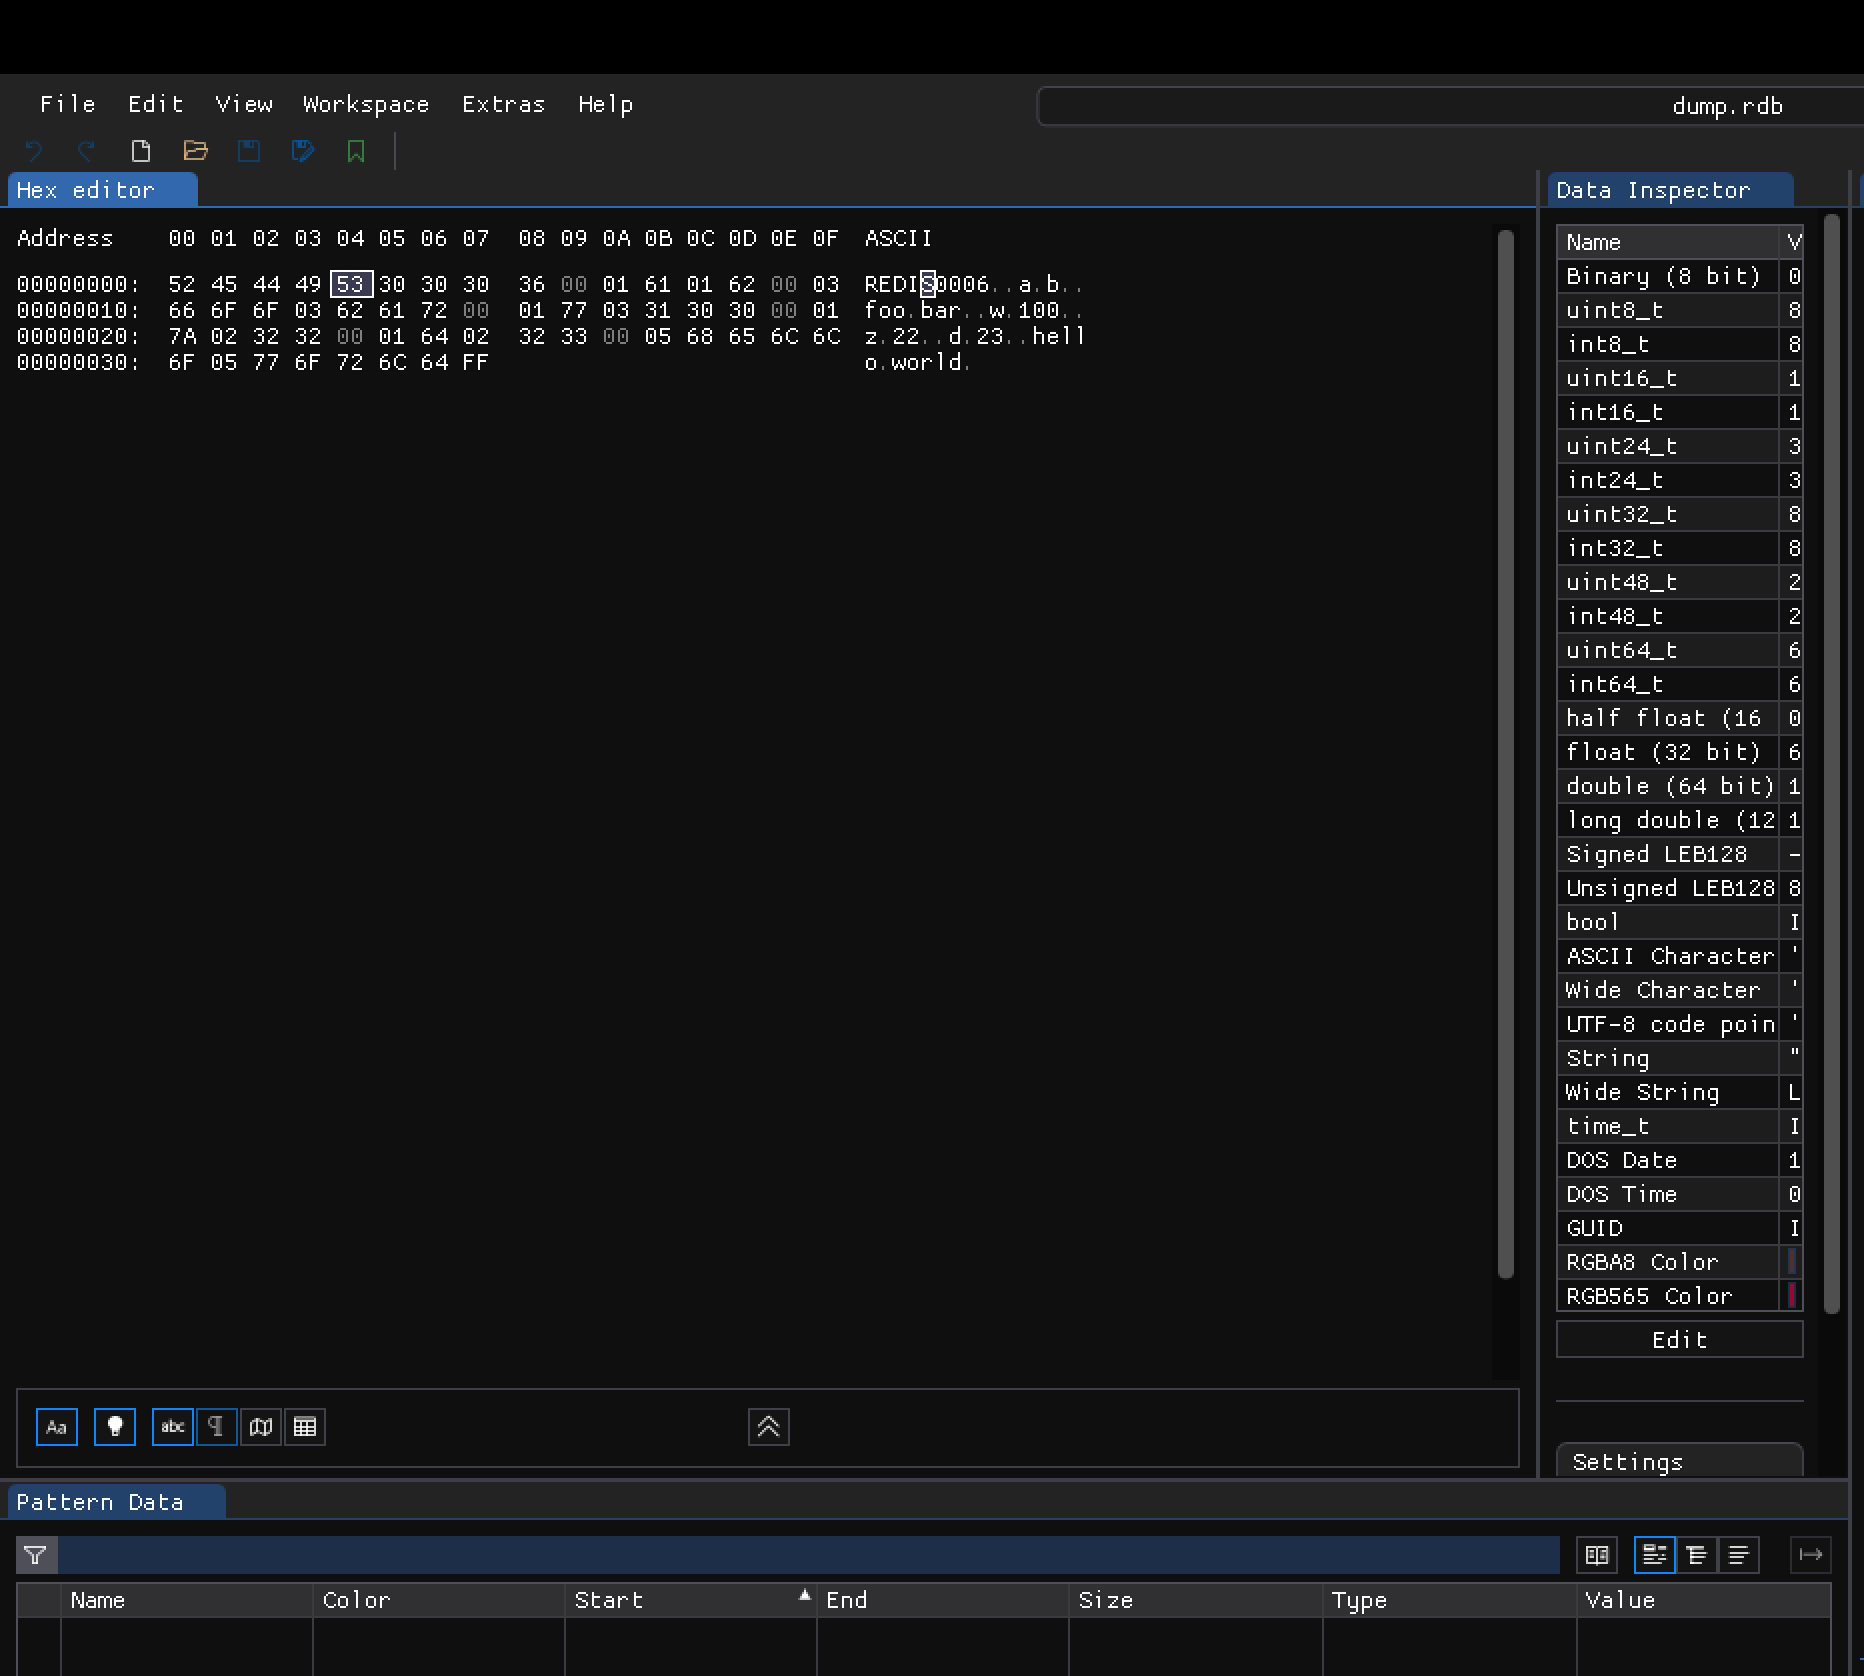 File Edit View Workspace Extras Help
dump.rdb
Hex editor
Address 00 01 02 03 04 05 06 07 08 09 0A 0B 0C 0D 0E 0F ASCII
00000000: 52 45 44 49 53 30 30 30 36 00 01 61 01 62 00 03 REDIS0006..a.b..
00000010: 66 6F 6F 03 62 61 72 00 01 77 03 31 30 30 00 01 foo.bar..w.100..
00000020: 7A 02 32 32 00 01 64 02 32 33 00 05 68 65 6C 6C z.22..d.23..hell
00000030: 6F 05 77 6F 72 6C 64 FF o.world.
Aa abc ¶
Data Inspector
Name V
Binary (8 bit) 0
uint8_t 8
int8_t 8
uint16_t 1
int16_t 1
uint24_t 3
int24_t 3
uint32_t 8
int32_t 8
uint48_t 2
int48_t 2
uint64_t 6
int64_t 6
half float (16 0
float (32 bit) 6
double (64 bit) 1
long double (12 1
Signed LEB128 -
Unsigned LEB128 8
bool I
ASCII Character '
Wide Character '
UTF-8 code poin '
String "
Wide String L
time_t I
DOS Date 1
DOS Time 0
GUID I
RGBA8 Color
RGB565 Color
Edit
Settings
Pattern Data
Name Color Start End Size Type Value